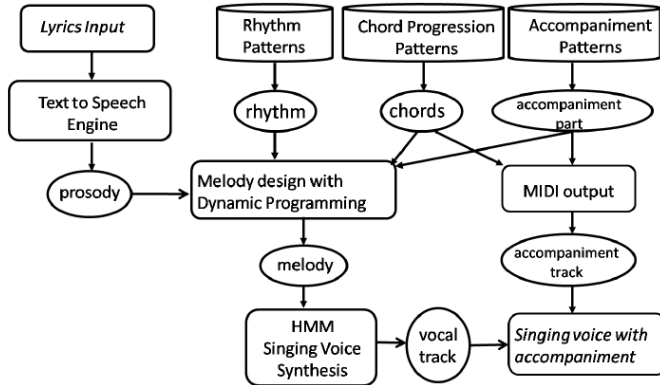 Lyrics Input
Rhythm
Patterns
Chord Progression
Patterns
Accompaniment
Patterns
Text to Speech
Engine
rhythm
chords
accompaniment
part
prosody
Melody design with
Dynamic Programming
MIDI output
melody
accompaniment
track
HMM
Singing Voice
Synthesis
vocal
track
Singing voice with
accompaniment